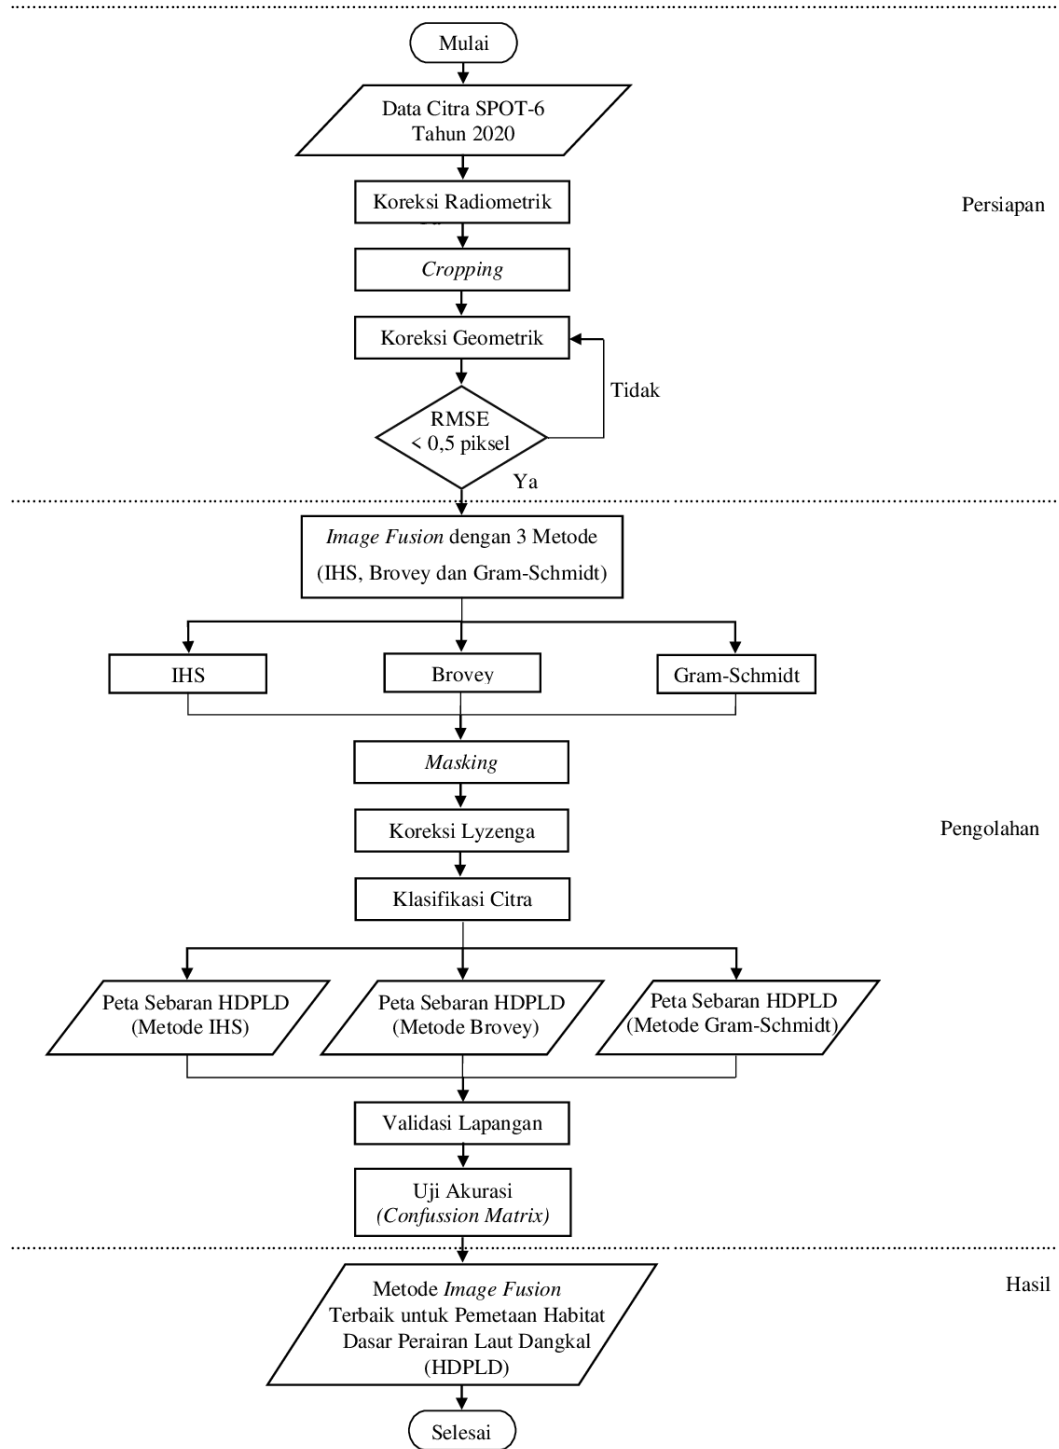 Mulai
Data Citra SPOT-6
Tahun 2020
Koreksi Radiometrik
Persiapan
Cropping
Koreksi Geometrik
Tidak
RMSE
< 0,5 piksel
Ya
Image Fusion dengan 3 Metode
(IHS, Brovey dan Gram-Schmidt)
IHS
Brovey
Gram-Schmidt
Masking
Koreksi Lyzenga
Pengolahan
Klasifikasi Citra
Peta Sebaran HDPLD
(Metode IHS)
Peta Sebaran HDPLD
(Metode Brovey)
Peta Sebaran HDPLD
(Metode Gram-Schmidt)
Validasi Lapangan
Uji Akurasi
(Confussion Matrix)
Hasil
Metode Image Fusion
Terbaik untuk Pemetaan Habitat
Dasar Perairan Laut Dangkal
(HDPLD)
Selesai